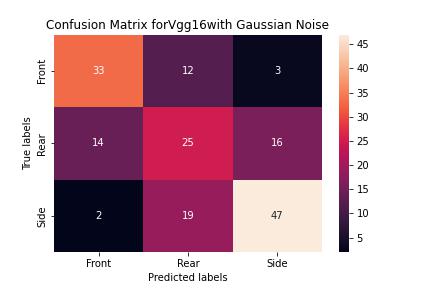 Confusion Matrix forVgg16with Gaussian Noise
True labels
Front
33
12
3
Rear
14
25
16
Side
2
19
47
Front
Rear
Side
Predicted labels
45
40
35
30
25
20
15
10
5